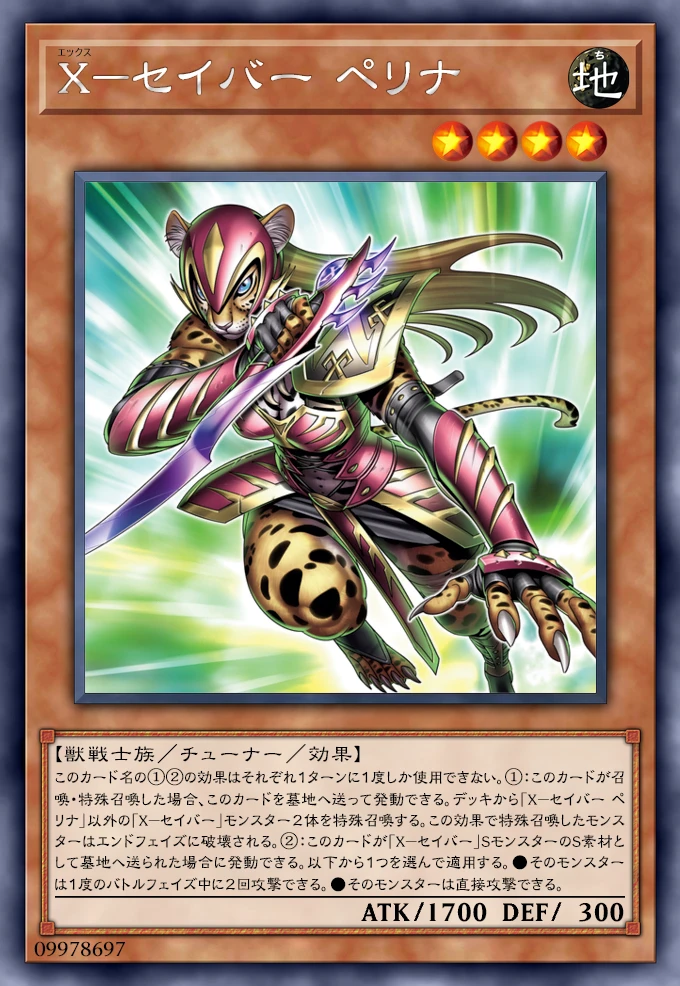 エックス
X－セイバー ペリナ
ち
地
【獣戦士族／チューナー／効果】
このカード名の①②の効果はそれぞれ1ターンに1度しか使用できない。①：このカードが召
喚・特殊召喚した場合、このカードを墓地へ送って発動できる。デッキから「X－セイバー ペ
リナ」以外の「X－セイバー」モンスター2体を特殊召喚する。この効果で特殊召喚したモンス
ターはエンドフェイズに破壊される。②：このカードが「X－セイバー」SモンスターのS素材と
して墓地へ送られた場合に発動できる。以下から1つを選んで適用する。●そのモンスター
は1度のバトルフェイズ中に2回攻撃できる。●そのモンスターは直接攻撃できる。
ATK/1700 DEF/ 300
09978697